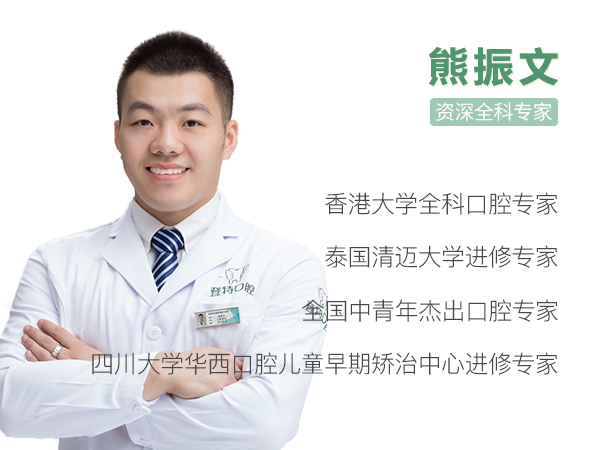 熊振文
资深全科专家
香港大学全科口腔专家
泰国清迈大学进修专家
全国中青年杰出口腔专家
四川大学华西口腔儿童早期矫治中心进修专家
登特口腔